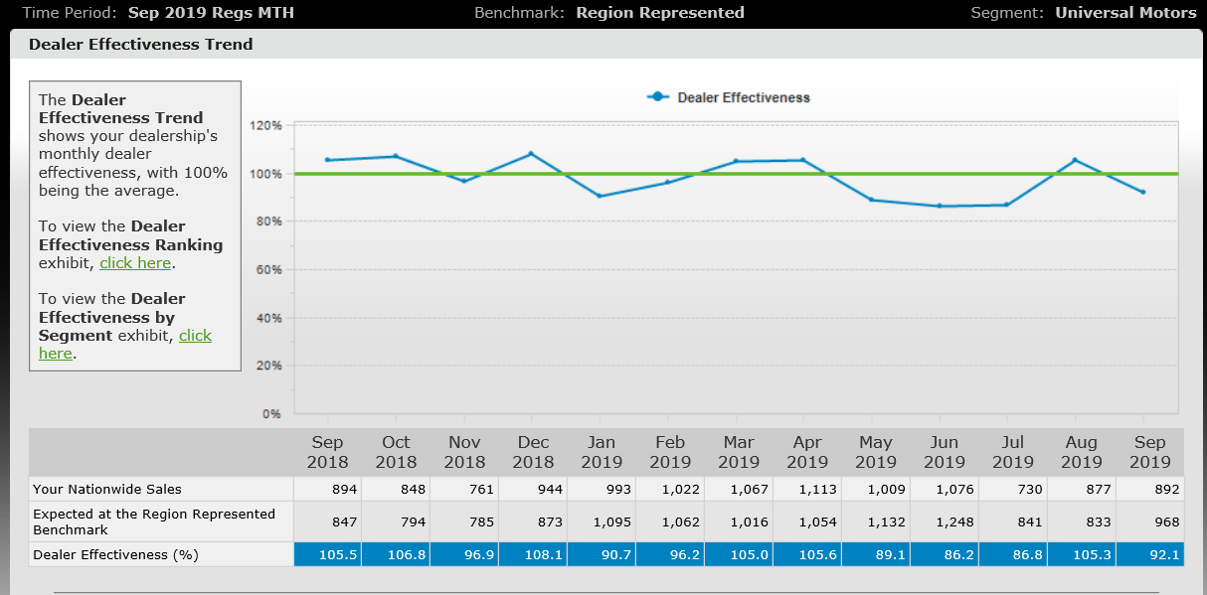 Time Period: Sep 2019 Regs MTH Benchmark: Region Represented Segment: Universal Motors
Dealer Effectiveness Trend
The Dealer
Effectiveness Trend
shows your dealership's
monthly dealer
effectiveness, with 100%
being the average.
To view the Dealer
Effectiveness Ranking
exhibit, click here.
To view the Dealer
Effectiveness by
Segment exhibit, click
here.
Dealer Effectiveness
120%
100%
80%
60%
40%
20%
0%
Sep Oct Nov Dec Jan Feb Mar Apr May Jun Jul Aug Sep
2018 2018 2018 2018 2019 2019 2019 2019 2019 2019 2019 2019 2019
Your Nationwide Sales 894 848 761 944 993 1,022 1,067 1,113 1,009 1,076 730 877 892
Expected at the Region Represented
Benchmark 847 794 785 873 1,095 1,062 1,016 1,054 1,132 1,248 841 833 968
Dealer Effectiveness (%) 105.5 106.8 96.9 108.1 90.7 96.2 105.0 105.6 89.1 86.2 86.8 105.3 92.1